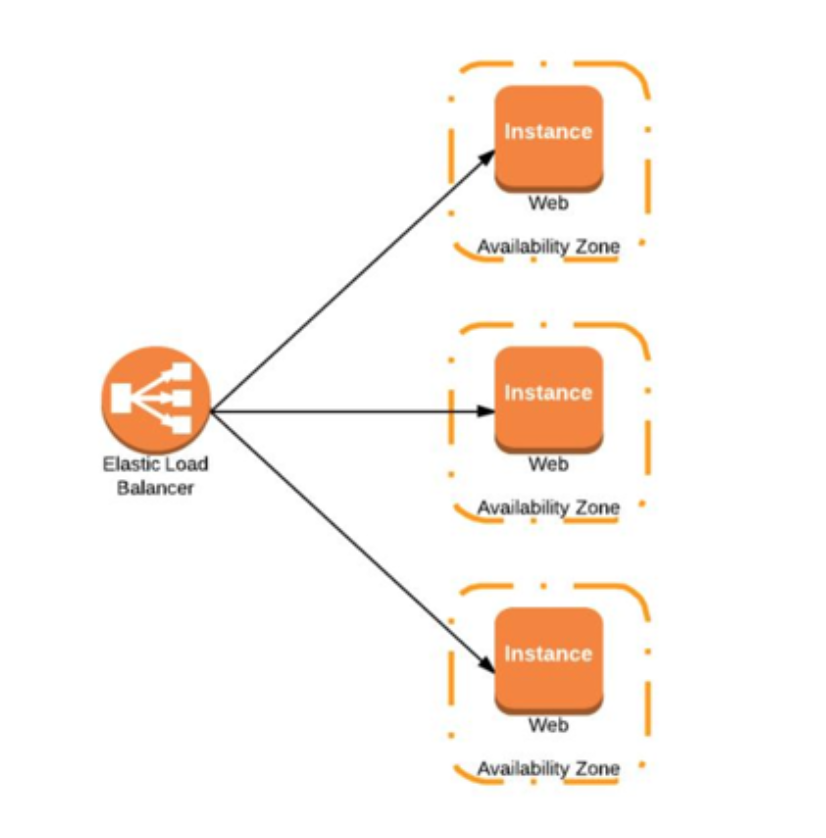 Instance
Web
Availability Zone
Elastic Load
Balancer
Instance
Web
Availability Zone
Instance
Web
Availability Zone